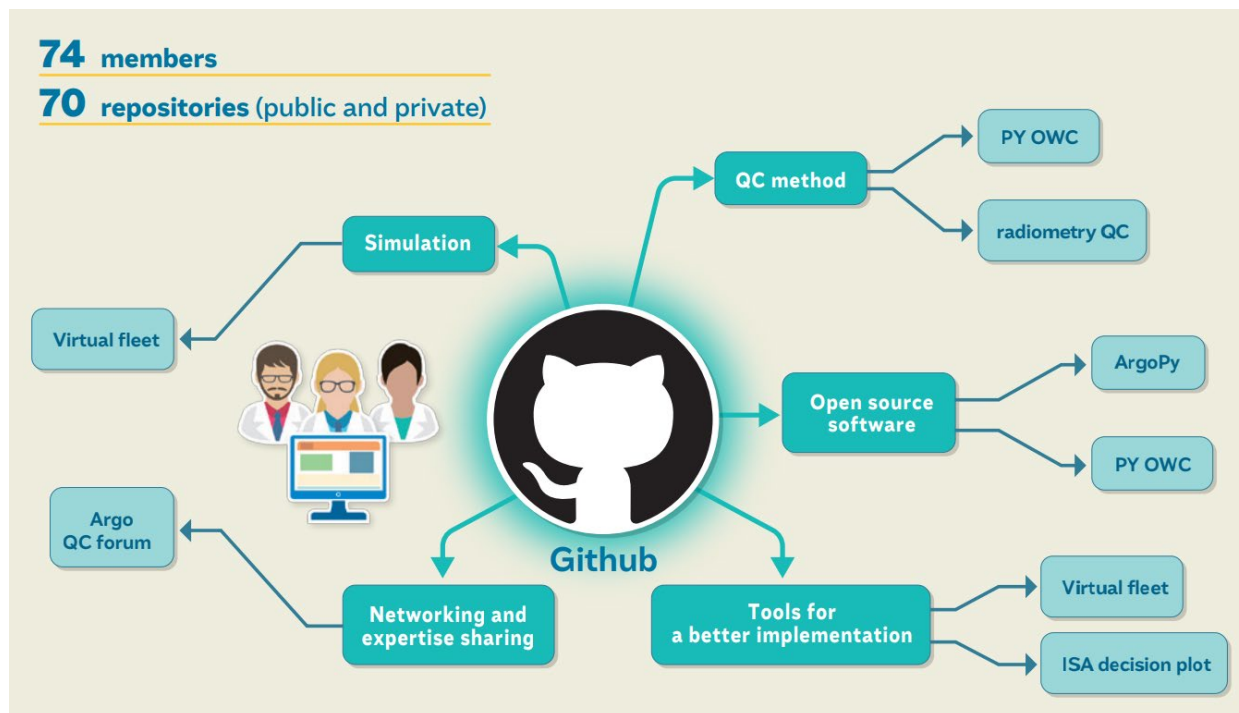 74 members
70 repositories (public and private)
PY OWC
QC method
radiometry QC
Simulation
Virtual fleet
ArgoPy
Open source
software
PY OWC
Argo
QC forum
Github
Networking and
expertise sharing
Tools for
a better implementation
Virtual fleet
ISA decision plot